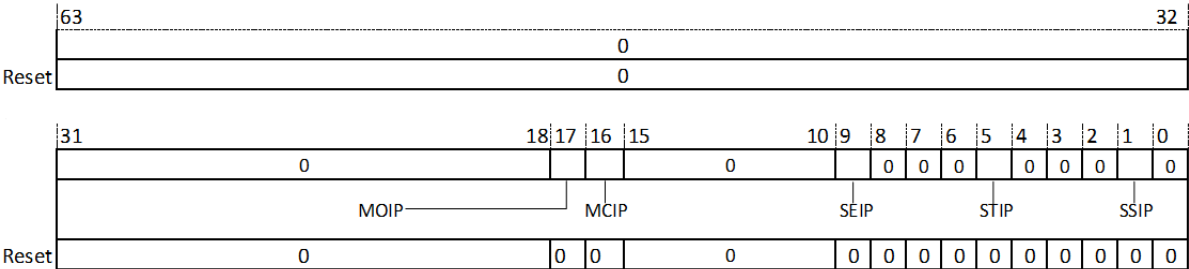 63 32
0
Reset 0
31 18 17 16 15 10 9 8 7 6 5 4 3 2 1 0
0 0 0 0 0 0 0 0 0
MOIP MCIP SEIP STIP SSIP
Reset 0 0 0 0 0 0 0 0 0 0 0 0 0 0